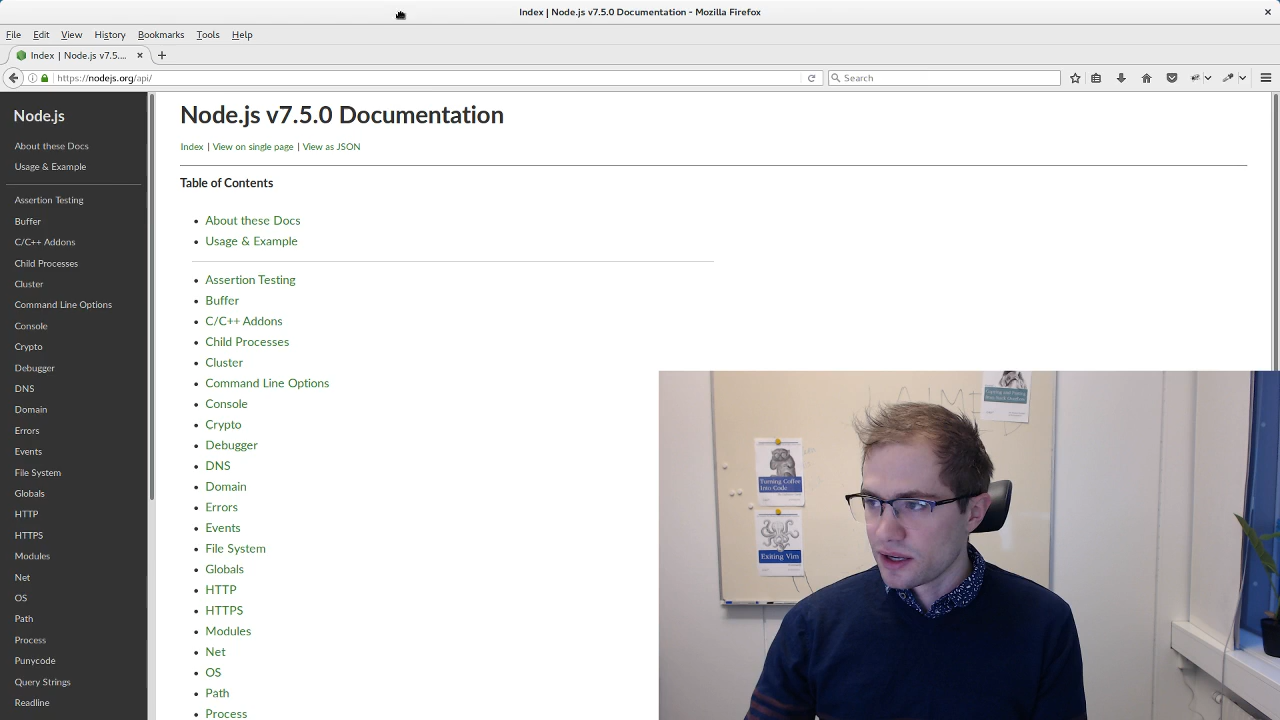 Index | Node.js v7.5.0 Documentation - Mozilla Firefox
File Edit View History Bookmarks Tools Help
Index | Node.js v7.5....
https://nodejs.org/api/
Search
Node.js
About these Docs
Usage & Example
Assertion Testing
Buffer
C/C++ Addons
Child Processes
Cluster
Command Line Options
Console
Crypto
Debugger
DNS
Domain
Errors
Events
File System
Globals
HTTP
HTTPS
Modules
Net
OS
Path
Process
Punycode
Query Strings
Readline
Node.js v7.5.0 Documentation
Index | View on single page | View as JSON
Table of Contents
About these Docs
Usage & Example
Assertion Testing
Buffer
C/C++ Addons
Child Processes
Cluster
Command Line Options
Console
Crypto
Debugger
DNS
Domain
Errors
Events
File System
Globals
HTTP
HTTPS
Modules
Net
OS
Path
Process
Turning Coffee
Into Code
Exiting Vim